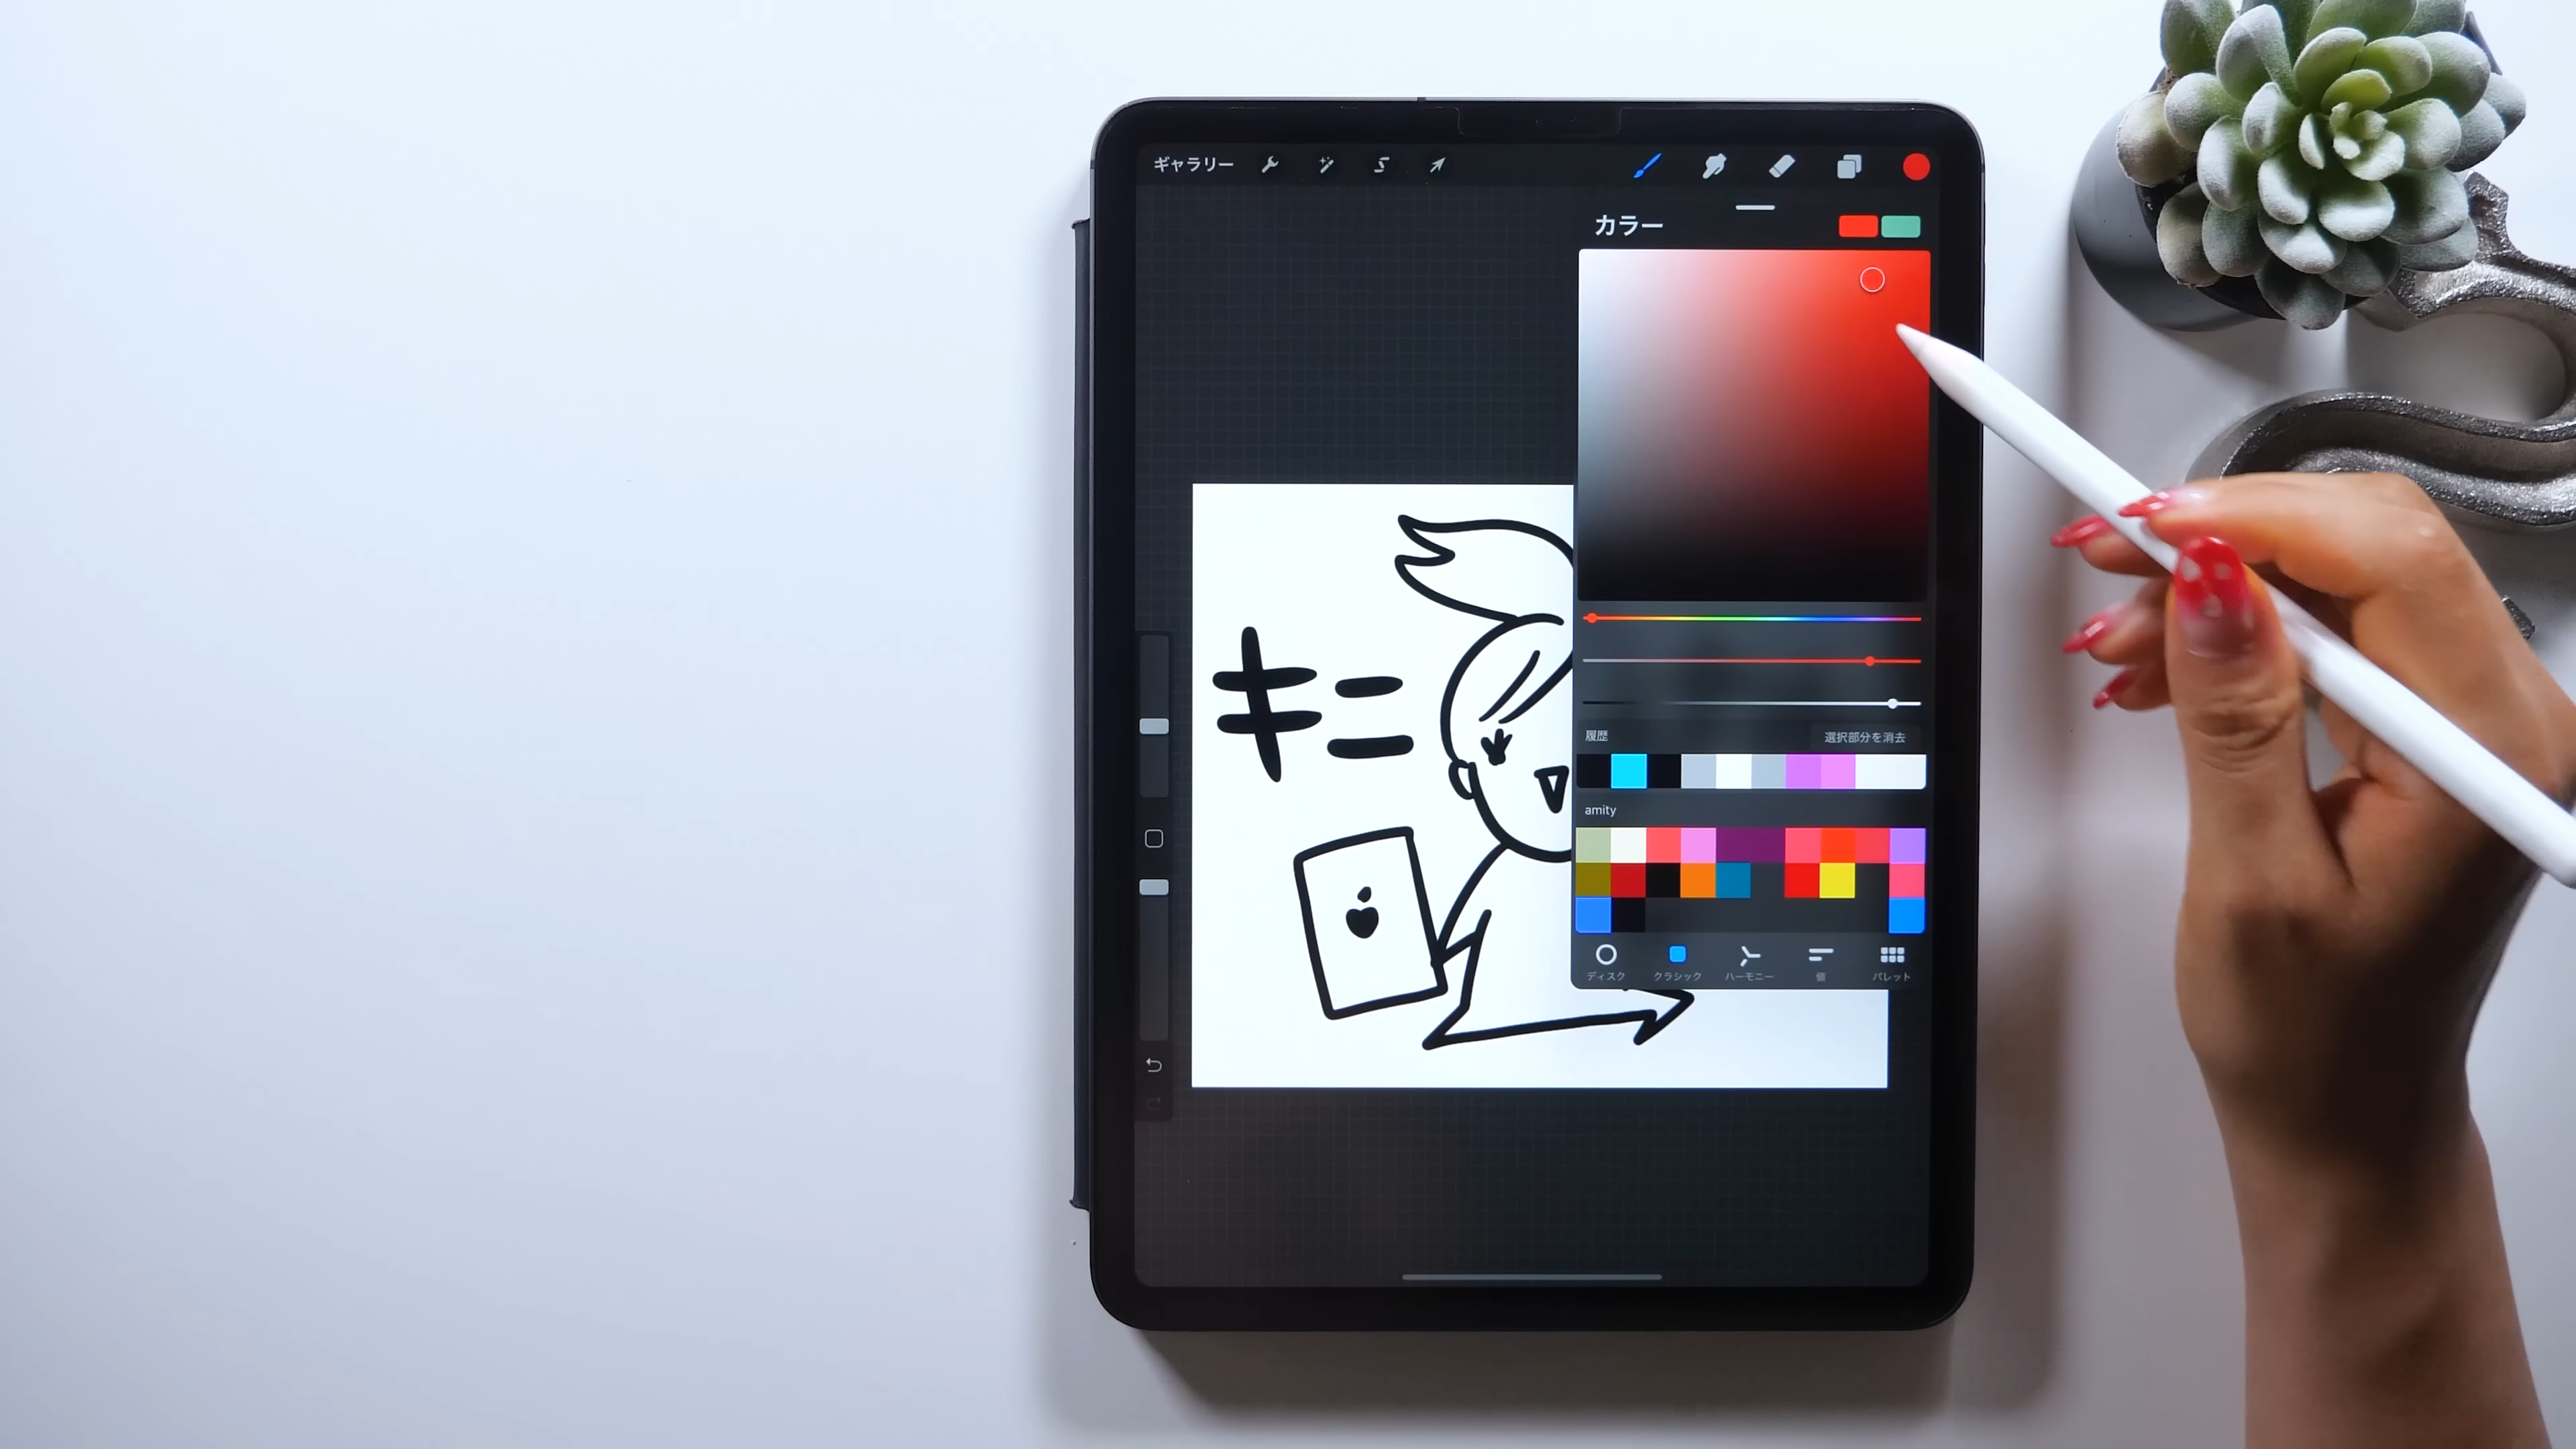 ギャラリー
カラー
キニ
履歴
選択部分を消去
amity
ディスク
クラシック
ハーモニー
値
パレット